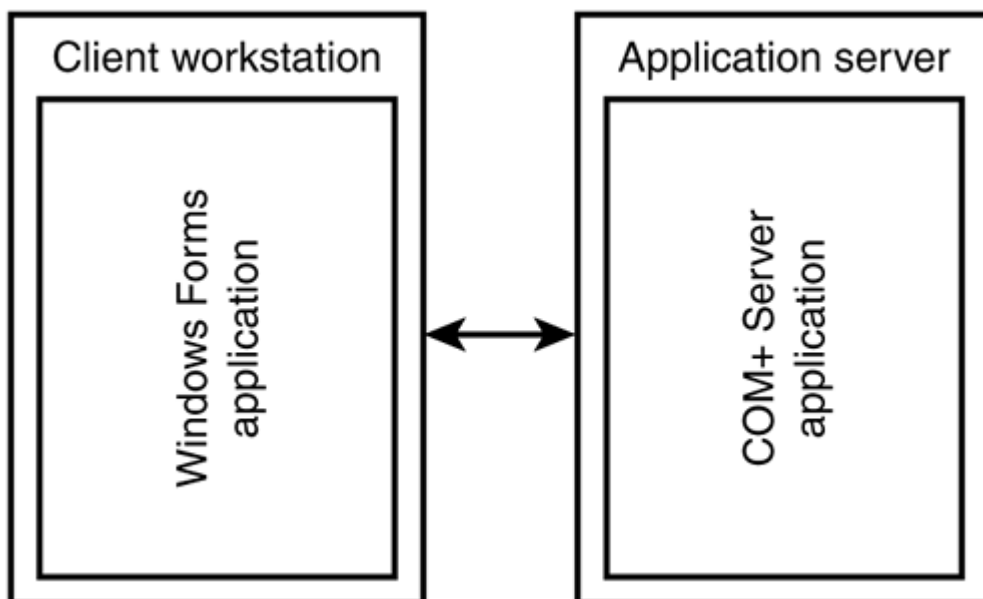 Client workstation
Windows Forms
application
Application server
COM+ Server
application